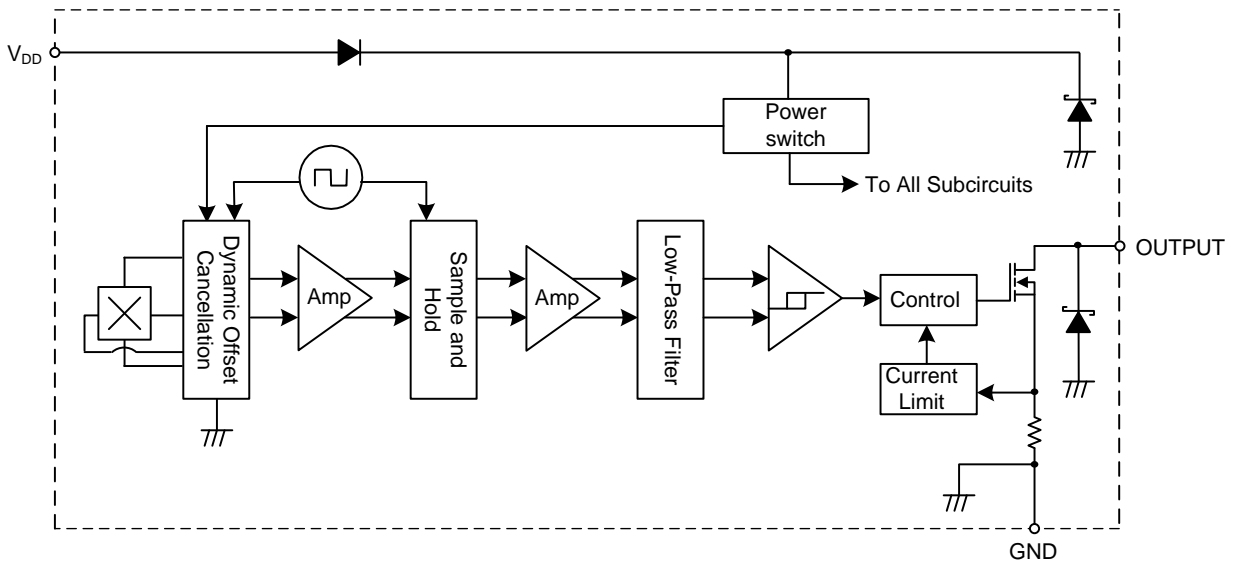 V_DD
Power
switch
To All Subcircuits
Dynamic Offset
Cancellation
Amp
Sample and
Hold
Amp
Low-Pass Filter
Control
OUTPUT
Current
Limit
GND